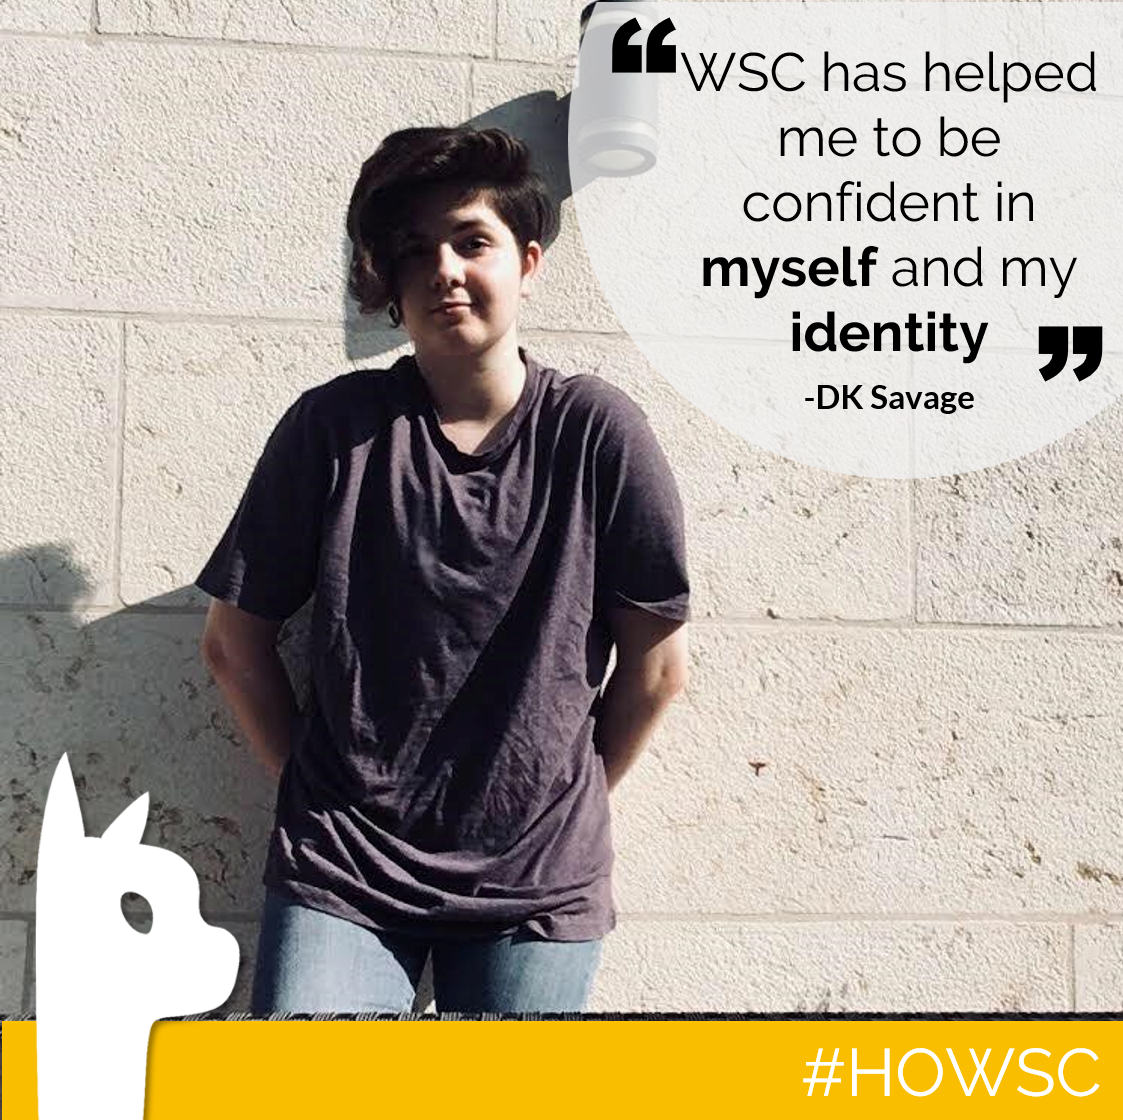 “WSC has helped
me to be
confident in
myself and my
identity ”
-DK Savage
#HOWSC